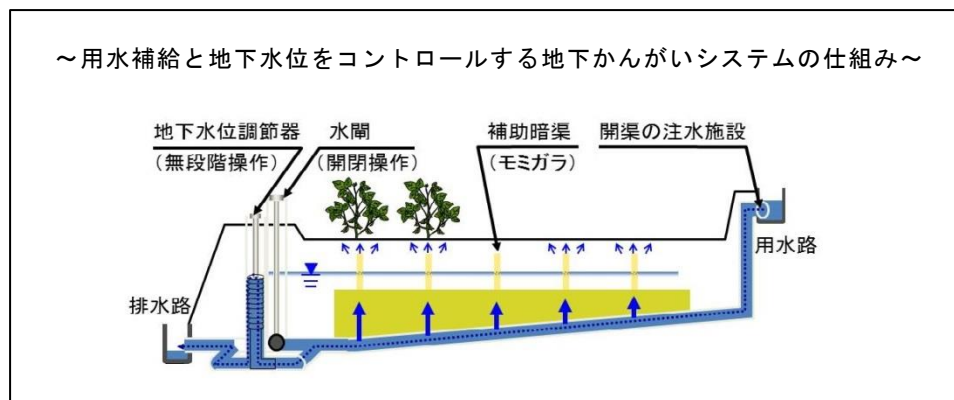 ～用水補給と地下水位をコントロールする地下かんがいシステムの仕組み～
地下水位調節器
（無段階操作）
水閘
（開閉操作）
補助暗渠
（モミガラ）
開渠の注水施設
用水路
排水路